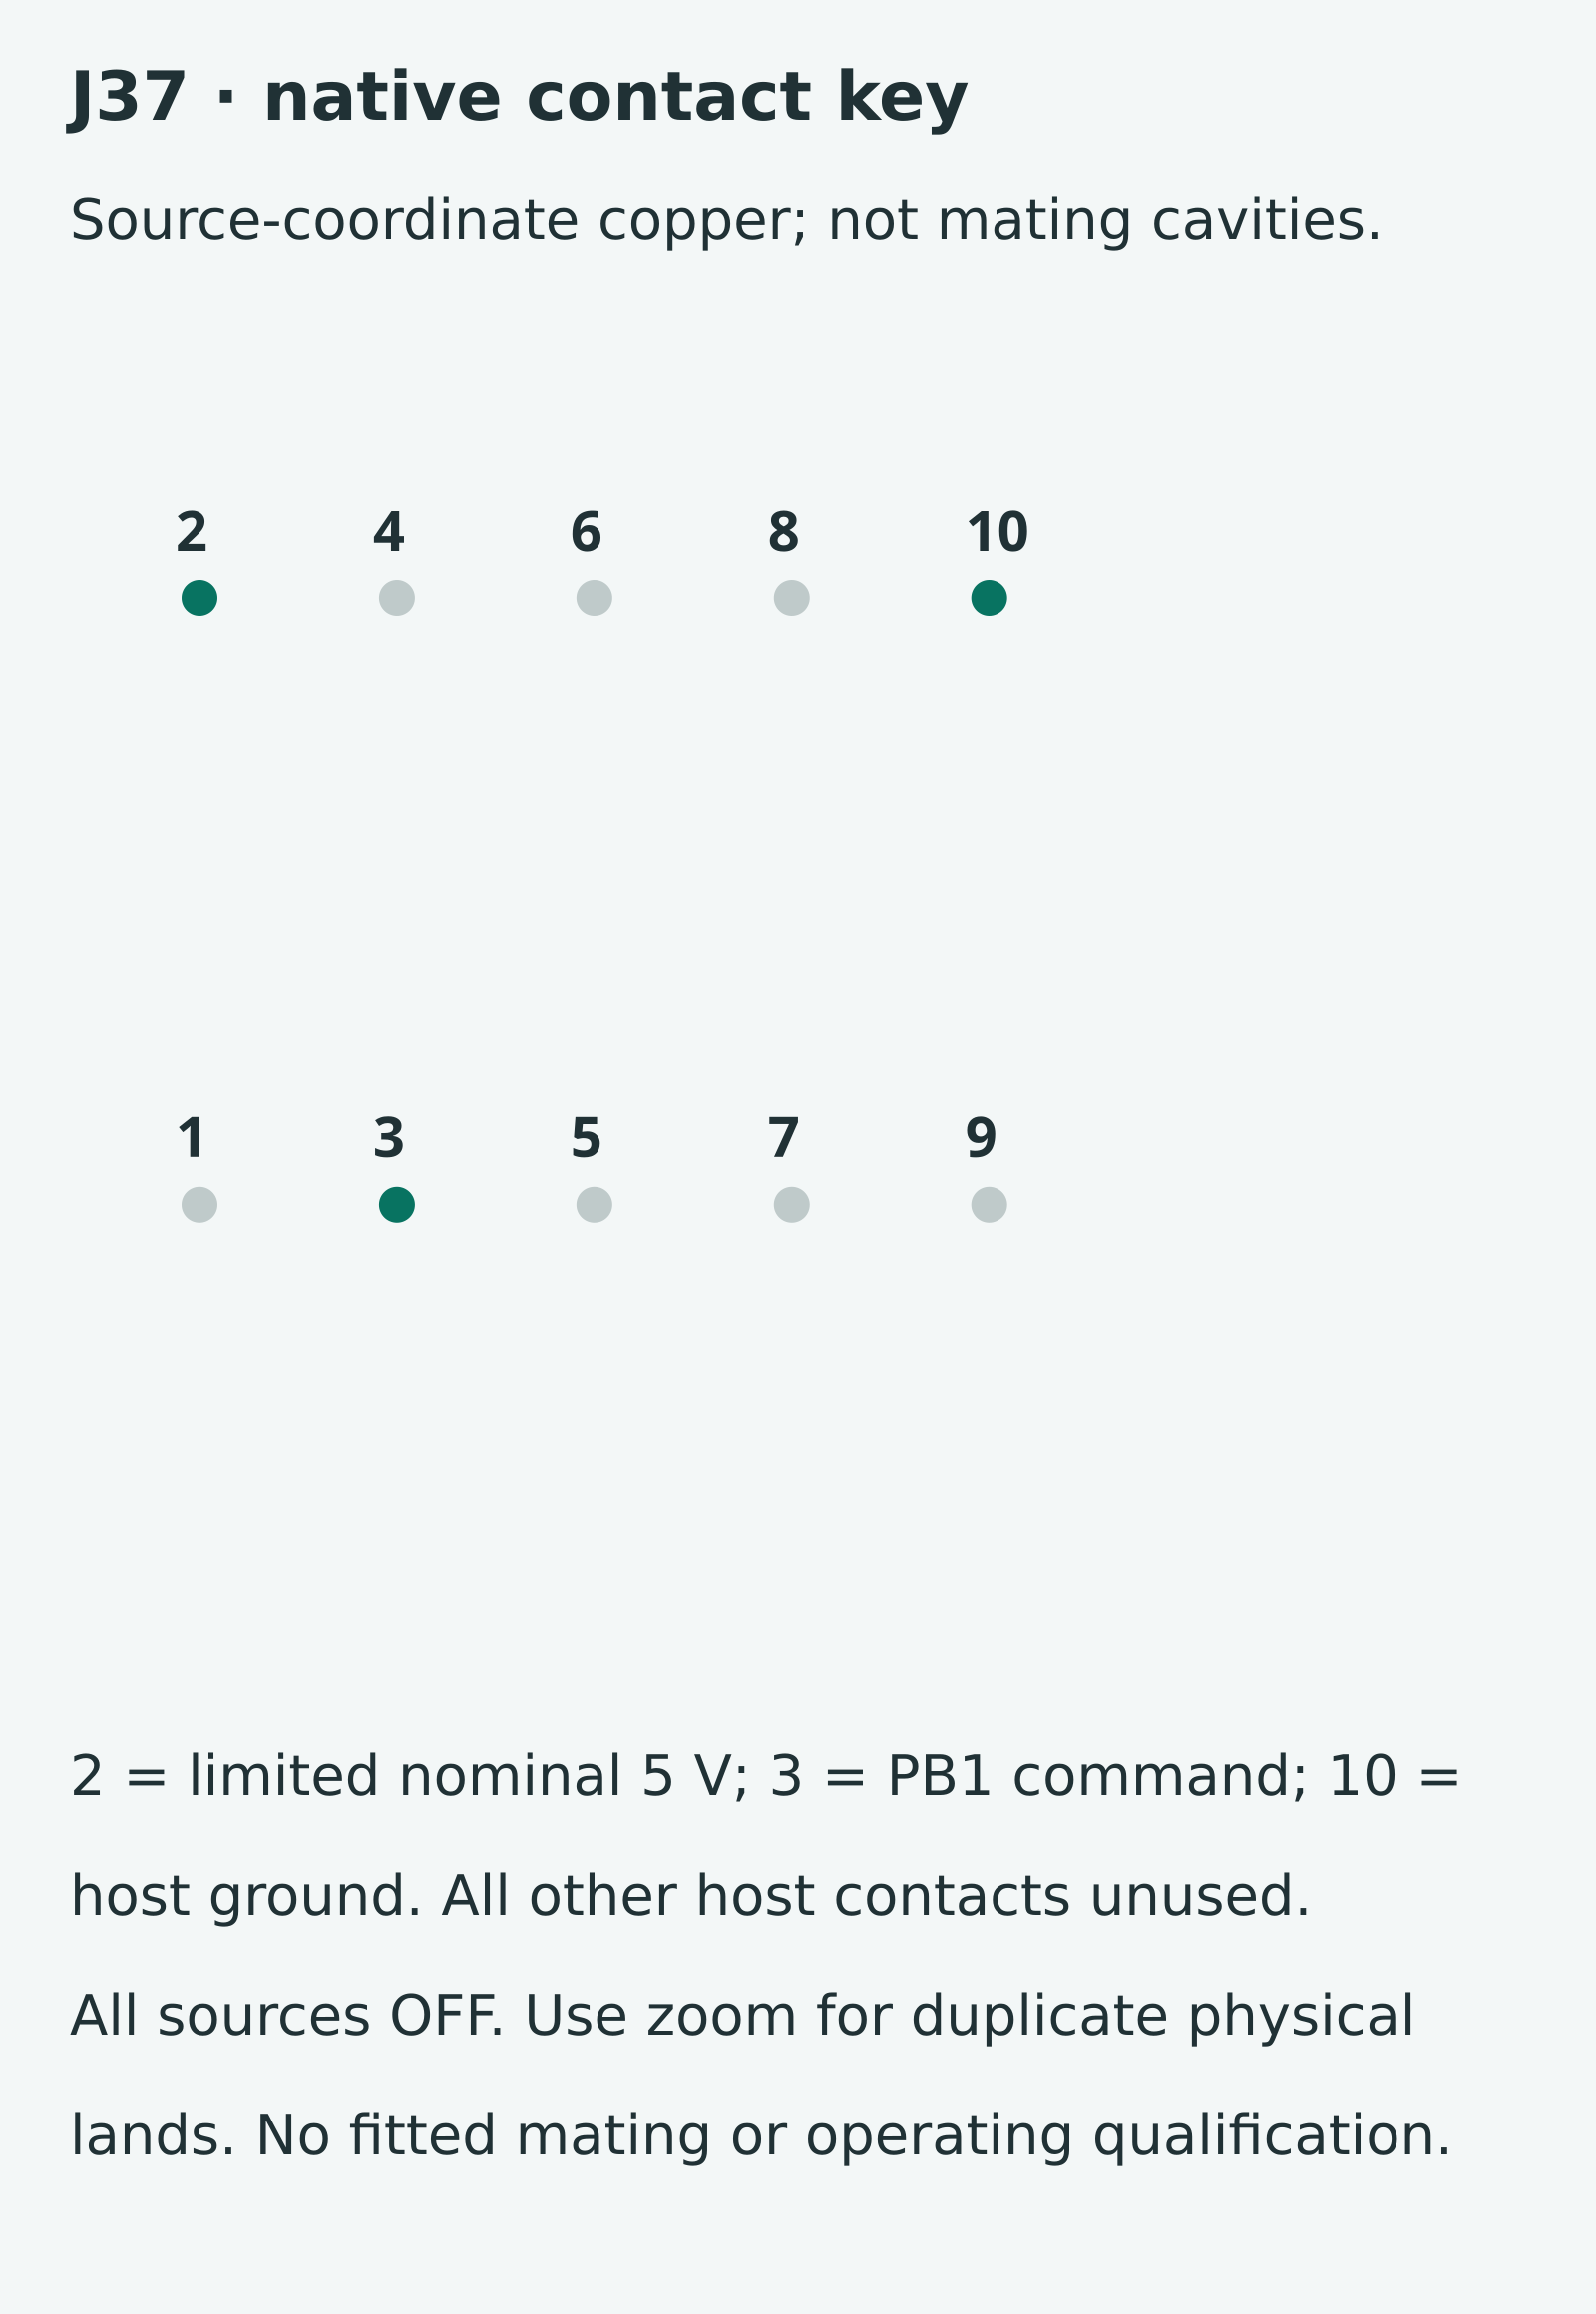 J37 · native contact key
Source-coordinate copper; not mating cavities.
2 4 6 8 10
1 3 5 7 9
2 = limited nominal 5 V; 3 = PB1 command; 10 =
host ground. All other host contacts unused.
All sources OFF. Use zoom for duplicate physical
lands. No fitted mating or operating qualification.